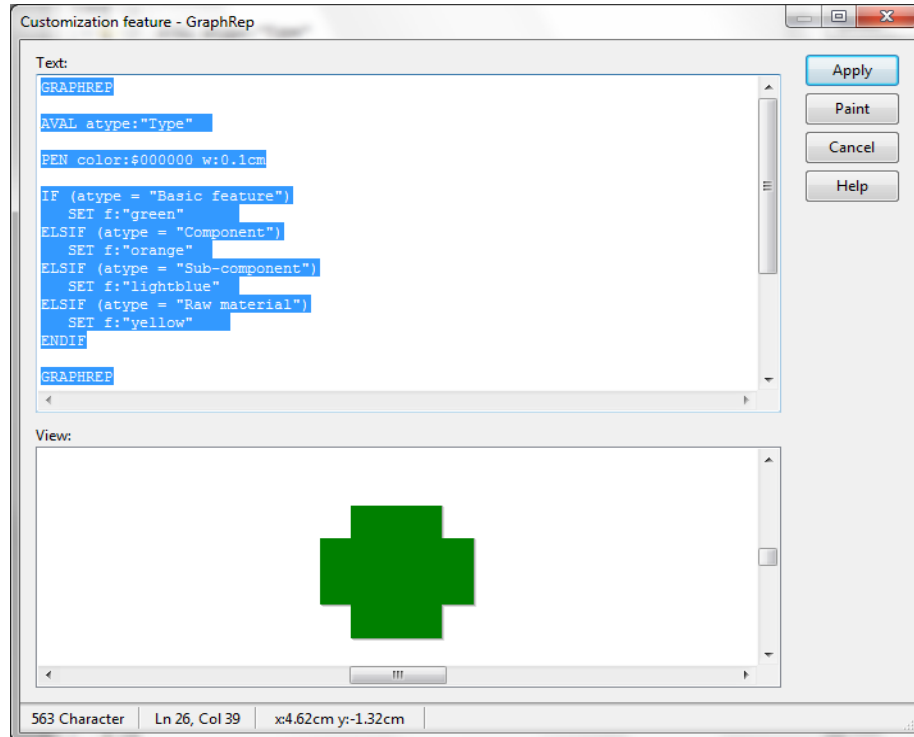 Customization feature - GraphRep
Text:
GRAPHREP
AVAL atype:"Type"
PEN color:$000000 w:0.1cm
IF (atype = "Basic feature")
SET f:"green"
ELSIF (atype = "Component")
SET f:"orange"
ELSIF (atype = "Sub-component")
SET f:"lightblue"
ELSIF (atype = "Raw material")
SET f:"yellow"
ENDIF
GRAPHREP
Apply
Paint
Cancel
Help
View:
563 Character Ln 26, Col 39 x:4.62cm y:-1.32cm